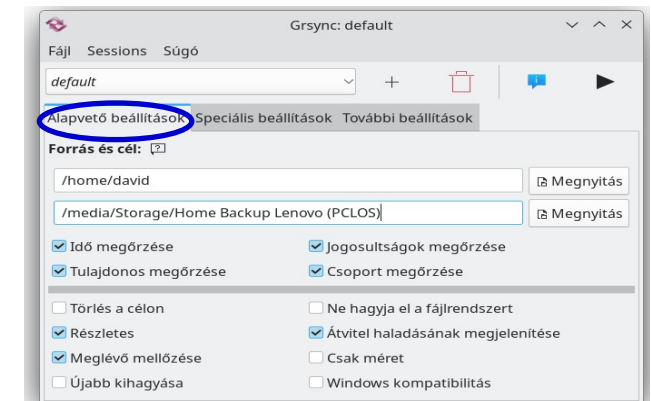 Grsync: default
Fájl Sessions Súgó
default
Alapvető beállítások Speciális beállítások További beállítások
Forrás és cél:
/home/david Megnyitás
/media/Storage/Home Backup Lenovo (PCLOS) Megnyitás
Idő megőrzése Jogosultságok megőrzése
Tulajdonos megőrzése Csoport megőrzése
Törlés a célon Ne hagyja el a fájlrendszert
Részletes Átvitel haladásának megjelenítése
Meglévő mellőzése Csak méret
Újabb kihagyása Windows kompatibilitás